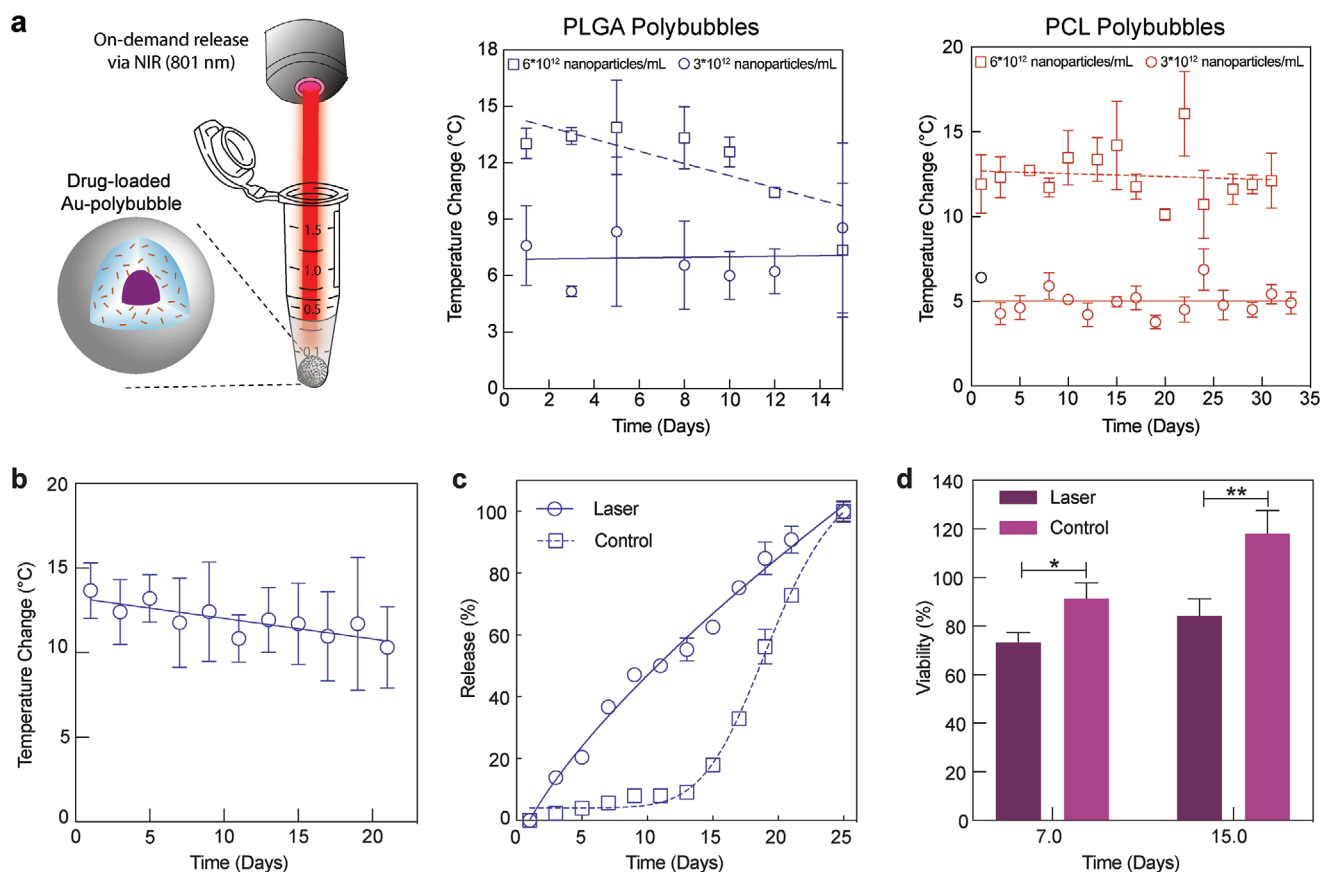 a
On-demand release
via NIR (801 nm)
Drug-loaded
Au-polybubble
1.5
1.0
0.5
0.1
PLGA Polybubbles
6*10¹² nanoparticles/mL
3*10¹² nanoparticles/mL
Temperature Change (°C)
18
15
12
9
6
3
0
0 2 4 6 8 10 12 14
Time (Days)
PCL Polybubbles
6*10¹² nanoparticles/mL
3*10¹² nanoparticles/mL
Temperature Change (°C)
20
15
10
5
0
0 5 10 15 20 25 30 35
Time (Days)
b
Temperature Change (°C)
20
15
10
5
0
0 5 10 15 20
Time (Days)
c
Laser
Control
Release (%)
100
80
60
40
20
0
0 5 10 15 20 25
Time (Days)
d
Laser
Control
*
**
Viability (%)
140
120
100
80
60
40
20
0
7.0 15.0
Time (Days)